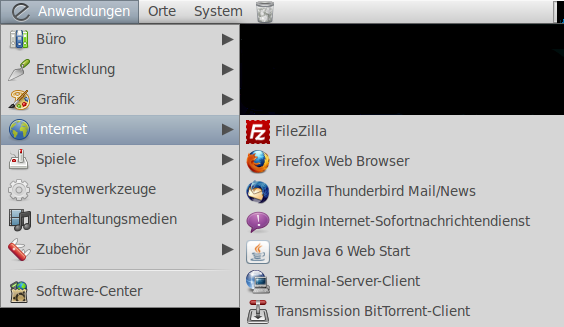 Anwendungen Orte System
Büro
Entwicklung
Grafik
Internet
Spiele
Systemwerkzeuge
Unterhaltungsmedien
Zubehör
Software-Center
FileZilla
Firefox Web Browser
Mozilla Thunderbird Mail/News
Pidgin Internet-Sofortnachrichtendienst
Sun Java 6 Web Start
Terminal-Server-Client
Transmission BitTorrent-Client